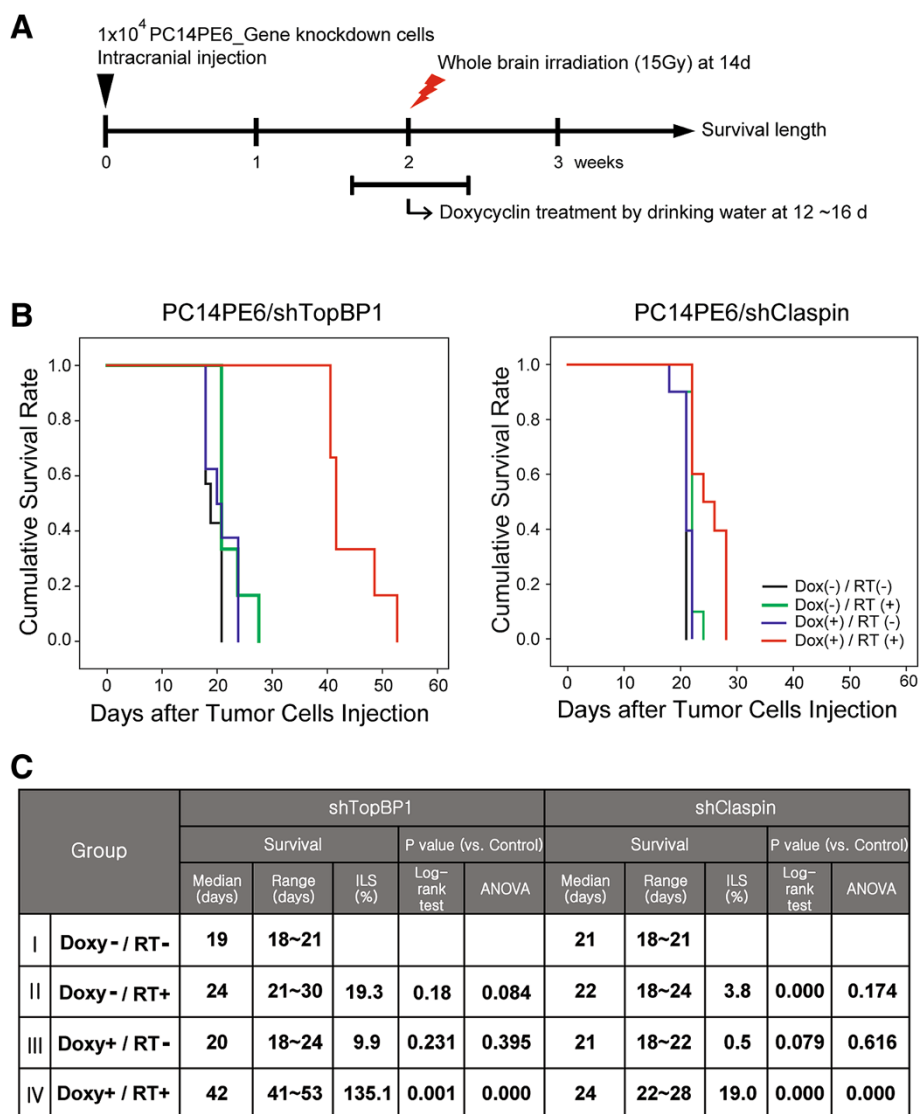 A
1x10⁴ PC14PE6_Gene knockdown cells
Intracranial injection
Whole brain irradiation (15Gy) at 14d
Survival length
0 1 2 3 weeks
Doxycyclin treatment by drinking water at 12 ~16 d
B
PC14PE6/shTopBP1
Cumulative Survival Rate
1.0
0.8
0.6
0.4
0.2
0.0
0 10 20 30 40 50 60
Days after Tumor Cells Injection
PC14PE6/shClaspin
Cumulative Survival Rate
1.0
0.8
0.6
0.4
0.2
0.0
Dox(-) / RT(-)
Dox(-) / RT (+)
Dox(+) / RT (-)
Dox(+) / RT (+)
0 10 20 30 40 50 60
Days after Tumor Cells Injection
C
Group shTopBP1 shClaspin
Survival P value (vs. Control) Survival P value (vs. Control)
Median (days) Range (days) ILS (%) Log-rank test ANOVA Median (days) Range (days) ILS (%) Log-rank test ANOVA
I Doxy- / RT- 19 18~21 21 18~21
II Doxy- / RT+ 24 21~30 19.3 0.18 0.084 22 18~24 3.8 0.000 0.174
III Doxy+ / RT- 20 18~24 9.9 0.231 0.395 21 18~22 0.5 0.079 0.616
IV Doxy+ / RT+ 42 41~53 135.1 0.001 0.000 24 22~28 19.0 0.000 0.000